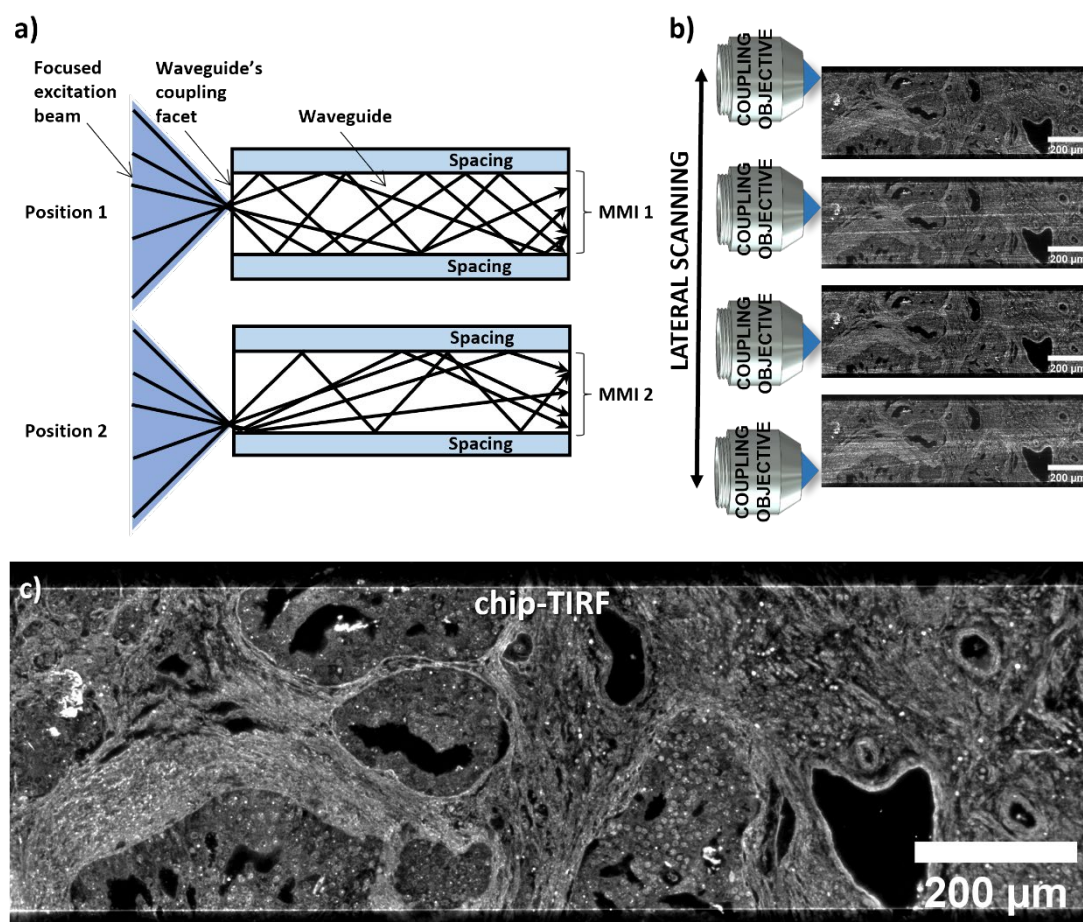 a)
Focused
excitation
beam
Waveguide's
coupling
facet
Waveguide
Spacing
Position 1
MMI 1
Spacing
Spacing
Position 2
MMI 2
Spacing
b)
LATERAL SCANNING
COUPLING
OBJECTIVE
200 µm
COUPLING
OBJECTIVE
200 µm
COUPLING
OBJECTIVE
200 µm
COUPLING
OBJECTIVE
200 µm
c)
chip-TIRF
200 µm